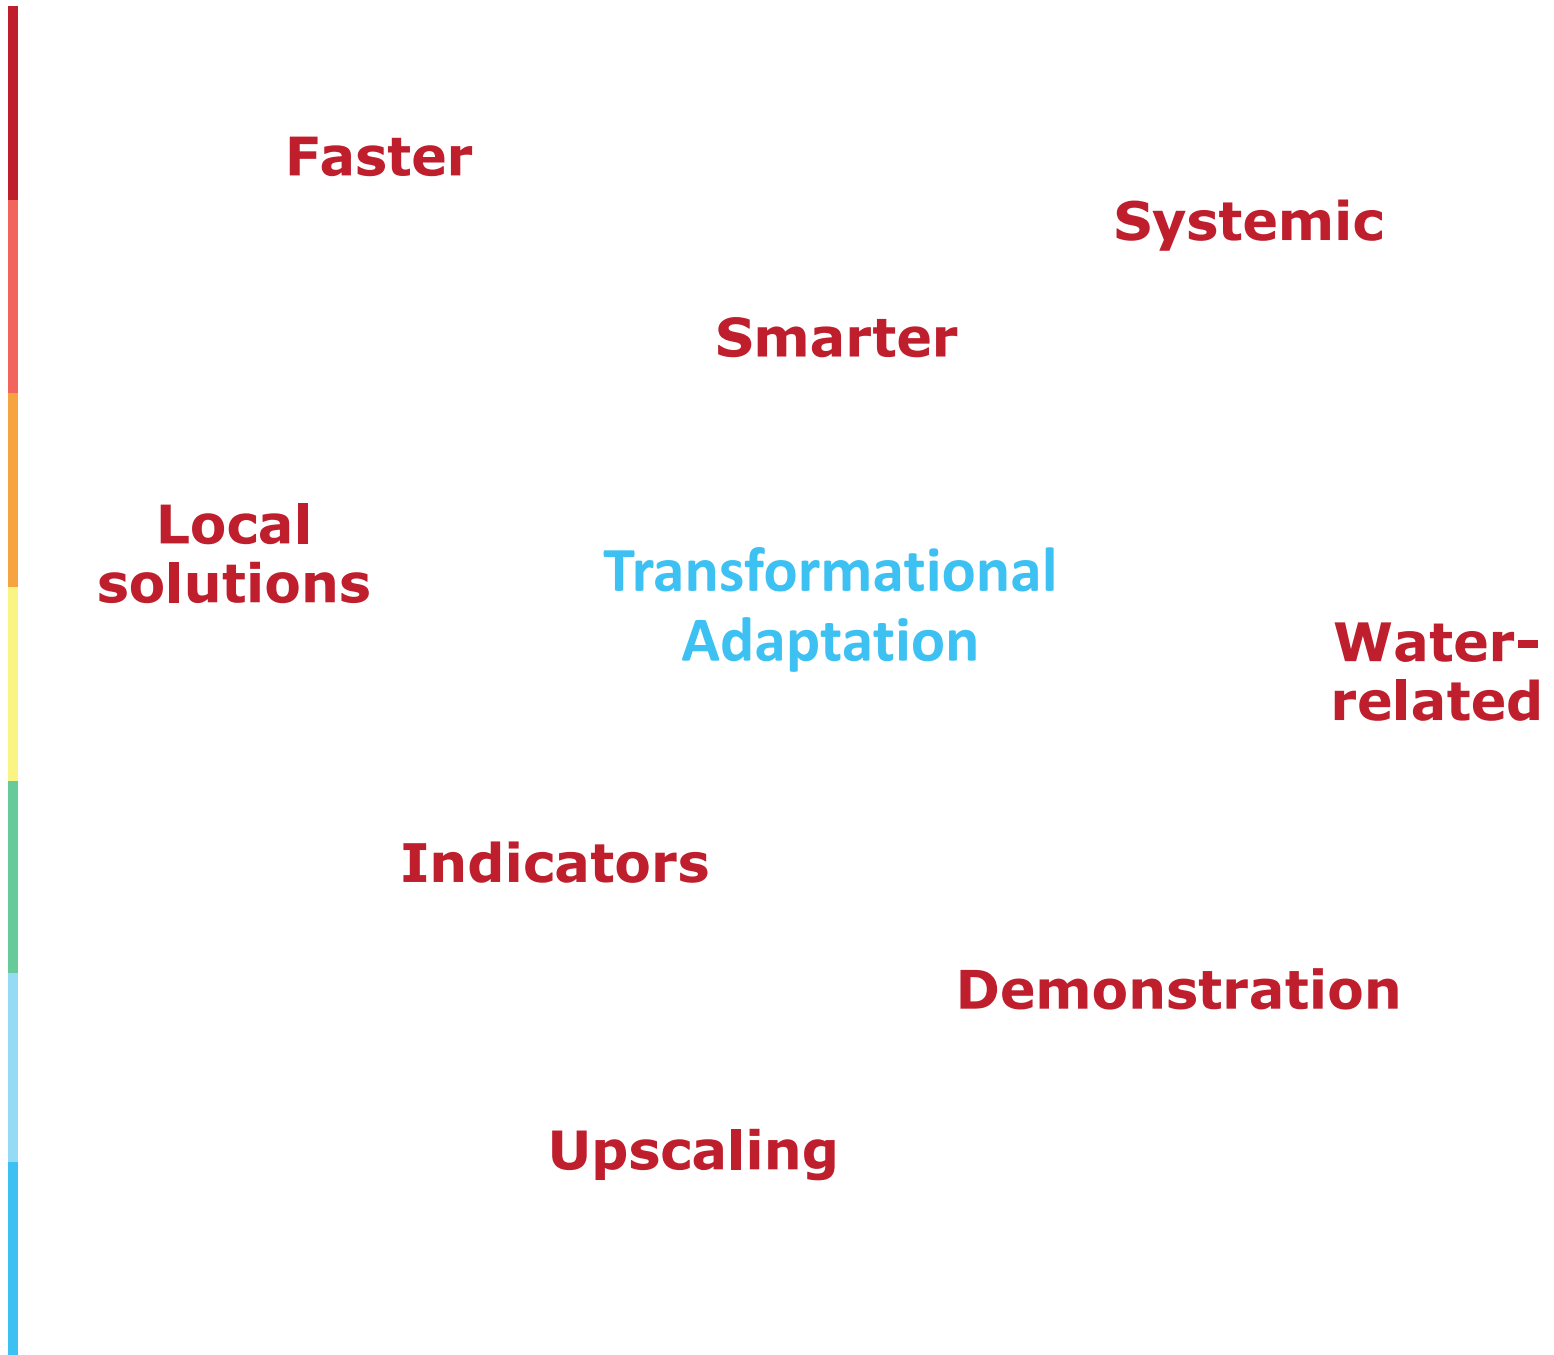 Faster
Systemic
Smarter
Local
solutions
Transformational
Adaptation
Water-
related
Indicators
Demonstration
Upscaling